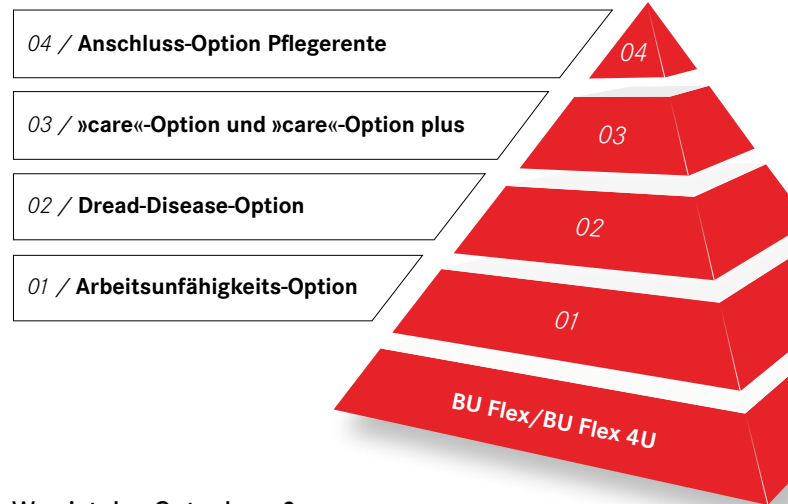 04 / Anschluss-Option Pflegerente
04
03 / »care«-Option und »care«-Option plus
03
02 / Dread-Disease-Option
02
01 / Arbeitsunfähigkeits-Option
01
BU Flex/BU Flex 4U